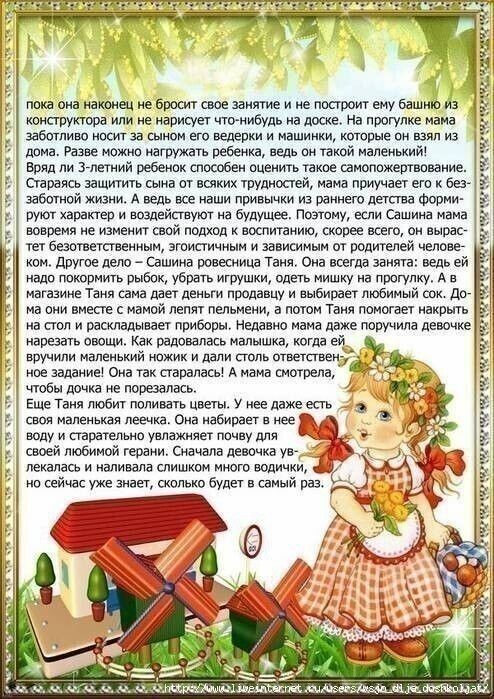 пока она наконец не бросит свое занятие и не построит ему башню из
конструктора или не нарисует что-нибудь на доске. На прогулке мама
заботливо носит за сыном его ведерки и машинки, которые он взял из
дома. Разве можно нагружать ребенка, ведь он такой маленький!
Вряд ли 3-летний ребенок способен оценить такое самопожертвование.
Стараясь защитить сына от всяких трудностей, мама приучает его к без-
заботной жизни. А ведь все наши привычки из раннего детства форми-
руют характер и воздействуют на будущее. Поэтому, если Сашина мама
вовремя не изменит свой подход к воспитанию, скорее всего, он вырас-
тет безответственным, эгоистичным и зависимым от родителей челове-
ком. Другое дело – Сашина ровесница Таня. Она всегда занята: ведь ей
надо покормить рыбок, убрать игрушки, одеть мишку на прогулку. А в
магазине Таня сама дает деньги продавцу и выбирает любимый сок. До-
ма они вместе с мамой лепят пельмени, а потом Таня помогает накрыть
на стол и раскладывает приборы. Недавно мама даже поручила девочке
нарезать овощи. Как радовалась малышка, когда ей
вручили маленький ножик и дали столь ответствен-
ное задание! Она так старалась! А мама смотрела,
чтобы дочка не порезалась.
Еще Таня любит поливать цветы. У нее даже есть
своя маленькая леечка. Она набирает в нее
воду и старательно увлажняет почву для
своей любимой герани. Сначала девочка ув-
лекалась и наливала слишком много водички,
но сейчас уже знает, сколько будет в самый раз.